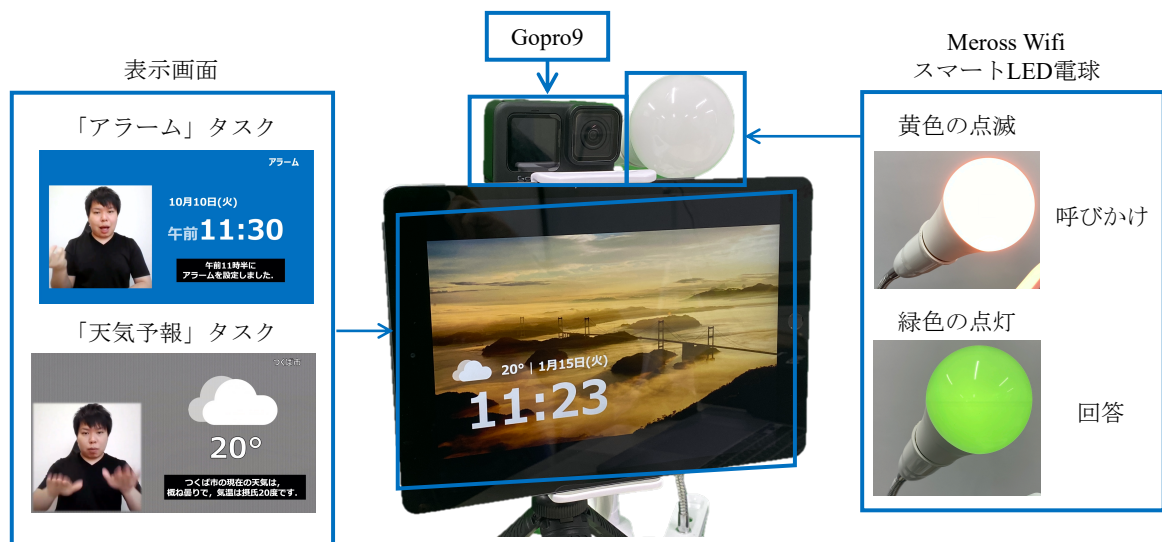 Gopro9
表示画面
「アラーム」タスク
アラーム
10月10日(火)
午前11:30
午前11時半に
アラームを設定しました.
「天気予報」タスク
つくば市
20°
つくば市の現在の天気は,
概ね曇りで, 気温は摂氏20度です.
20° | 1月15日(火)
11:23
Meross Wifi
スマートLED電球
黄色の点滅
呼びかけ
緑色の点灯
回答